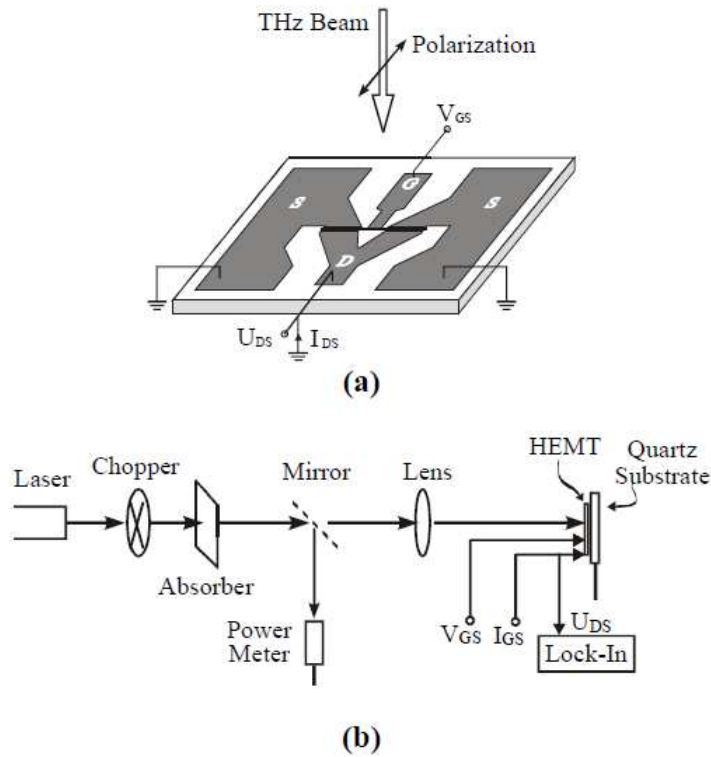 THz Beam
Polarization
VGS
G
S
S
D
UDS IDS
(a)
Laser
Chopper
Absorber
Mirror
Lens
HEMT
Quartz
Substrate
Power
Meter
VGS IGS UDS
Lock-In
(b)